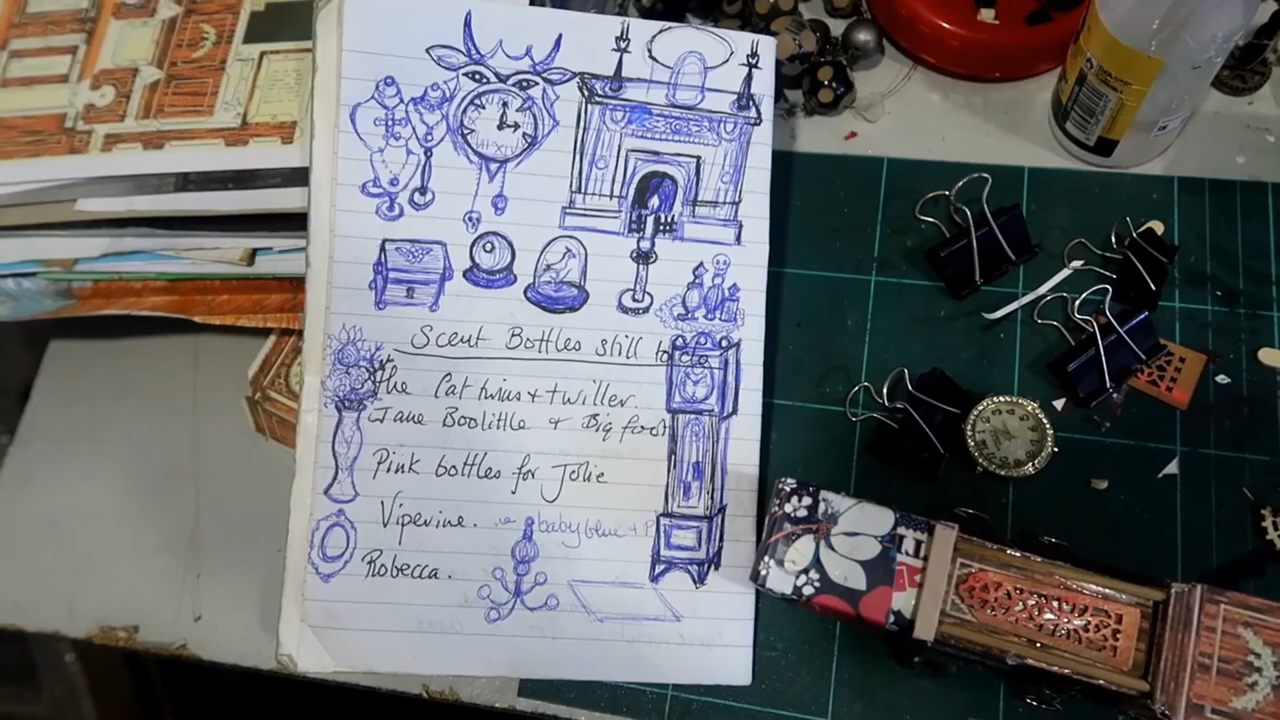 Scent Bottles still to do
The Cat twins + twiller.
Jane Boolittle + Big foot
Pink bottles for Jolie
Viperine. baby blue + P
Robecca.